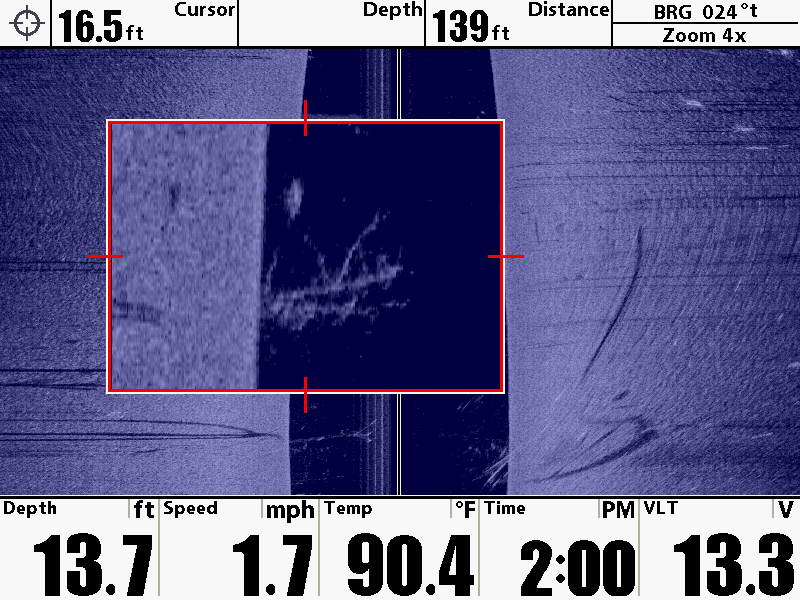 Cursor Depth Distance BRG 024°t
16.5ft 139ft Zoom 4x
Depth ft Speed mph Temp °F Time PM VLT V
13.7 1.7 90.4 2:00 13.3